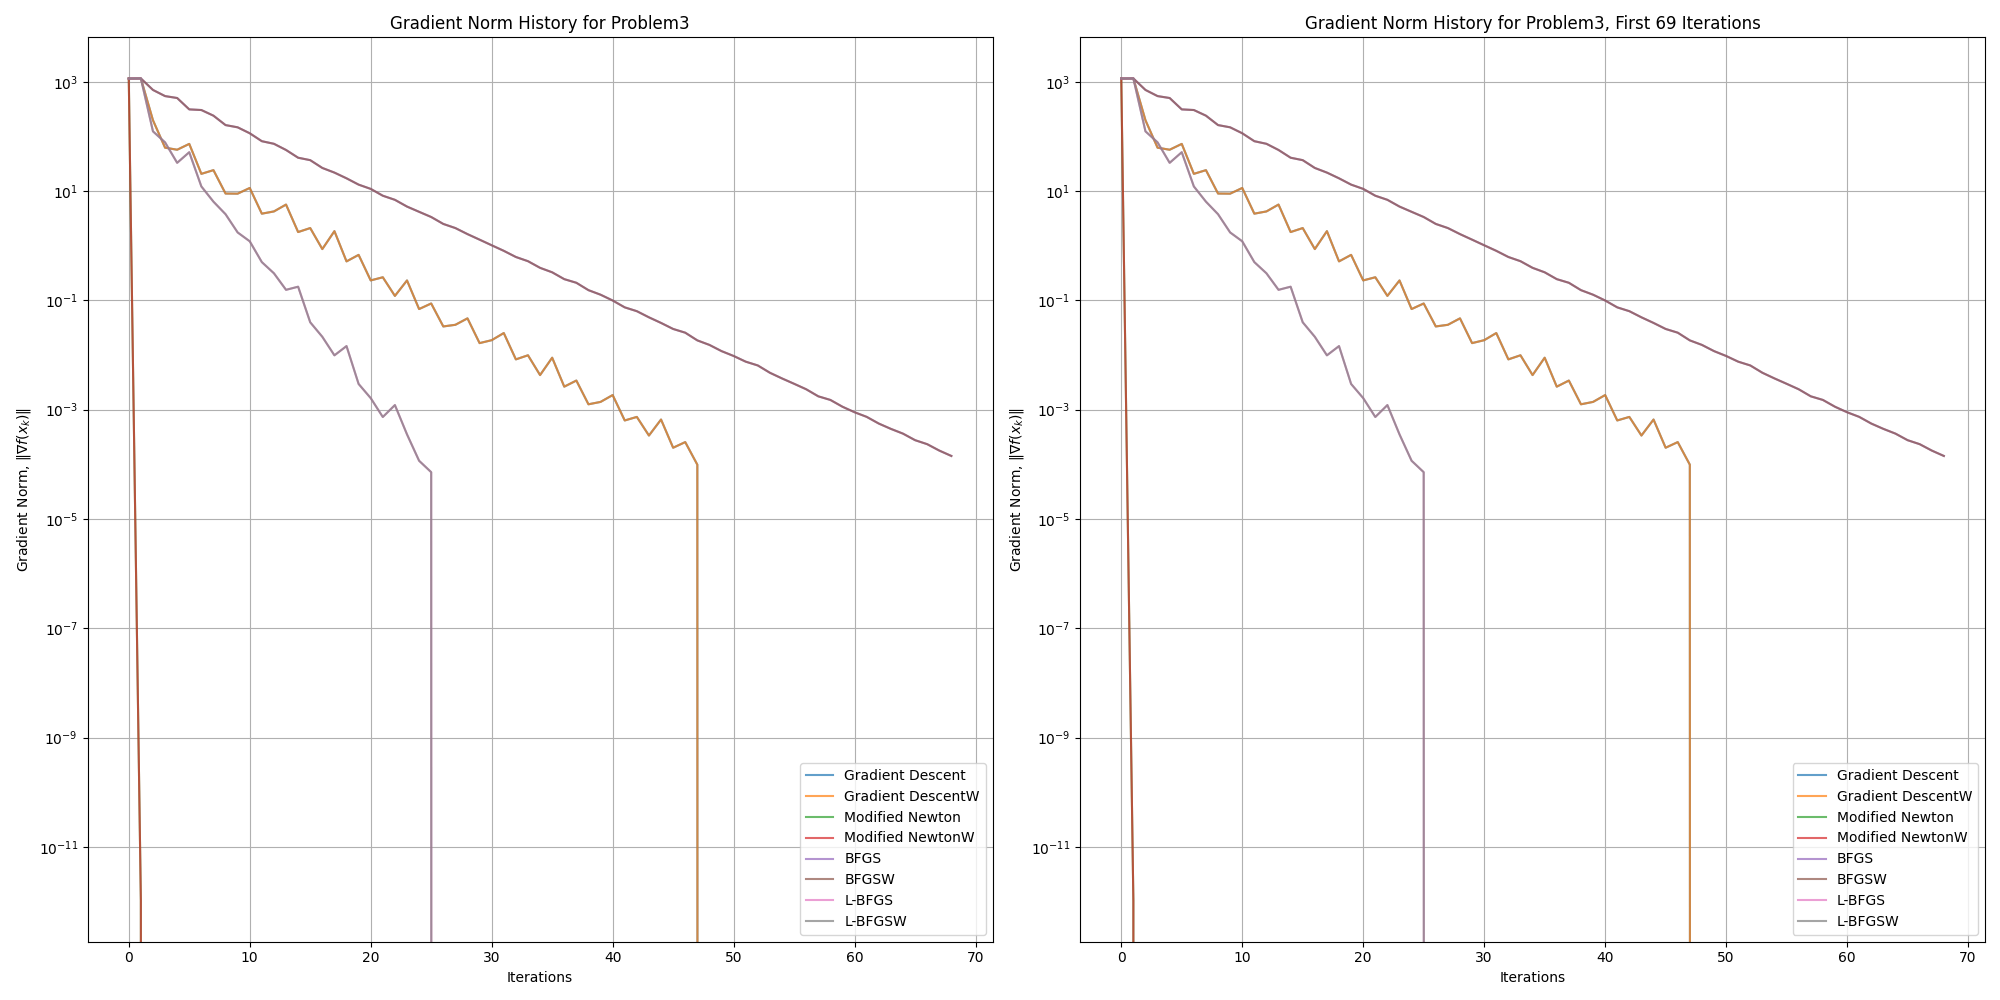 Gradient Norm History for Problem3
Gradient Norm, ‖∇f(x_k)‖
10^3
10^1
10^−1
10^−3
10^−5
10^−7
10^−9
10^−11
0 10 20 30 40 50 60 70
Iterations
Gradient Descent
Gradient DescentW
Modified Newton
Modified NewtonW
BFGS
BFGSW
L-BFGS
L-BFGSW
Gradient Norm History for Problem3, First 69 Iterations
Gradient Norm, ‖∇f(x_k)‖
10^3
10^1
10^−1
10^−3
10^−5
10^−7
10^−9
10^−11
0 10 20 30 40 50 60 70
Iterations
Gradient Descent
Gradient DescentW
Modified Newton
Modified NewtonW
BFGS
BFGSW
L-BFGS
L-BFGSW